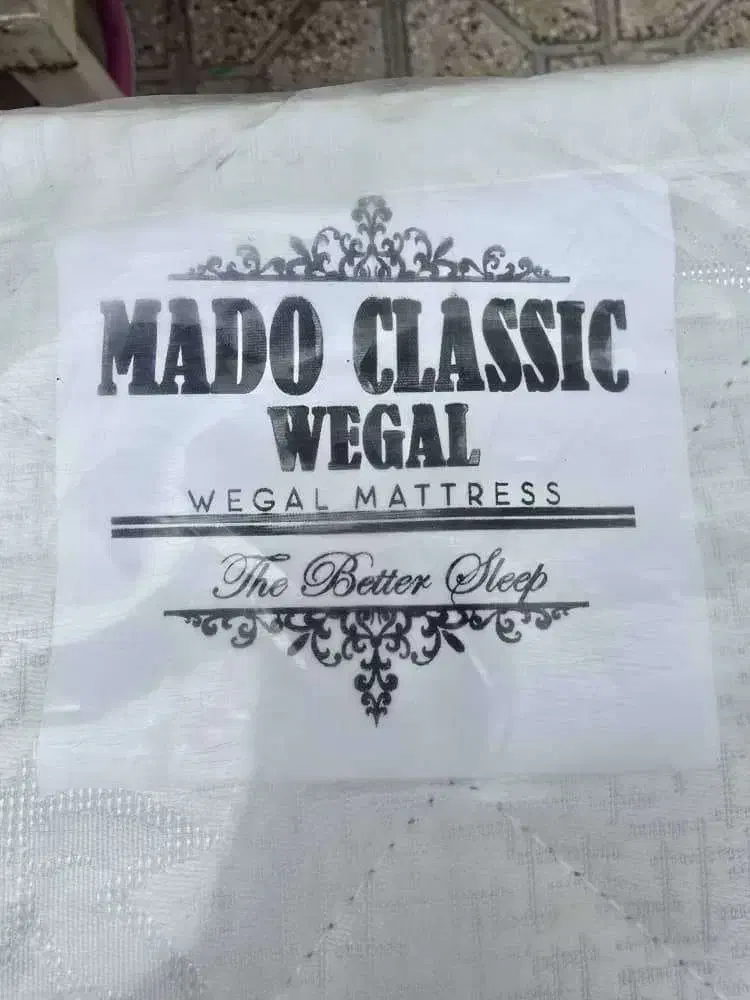 MADO CLASSIC
WEGAL
WEGAL MATTRESS
The Better Sleep